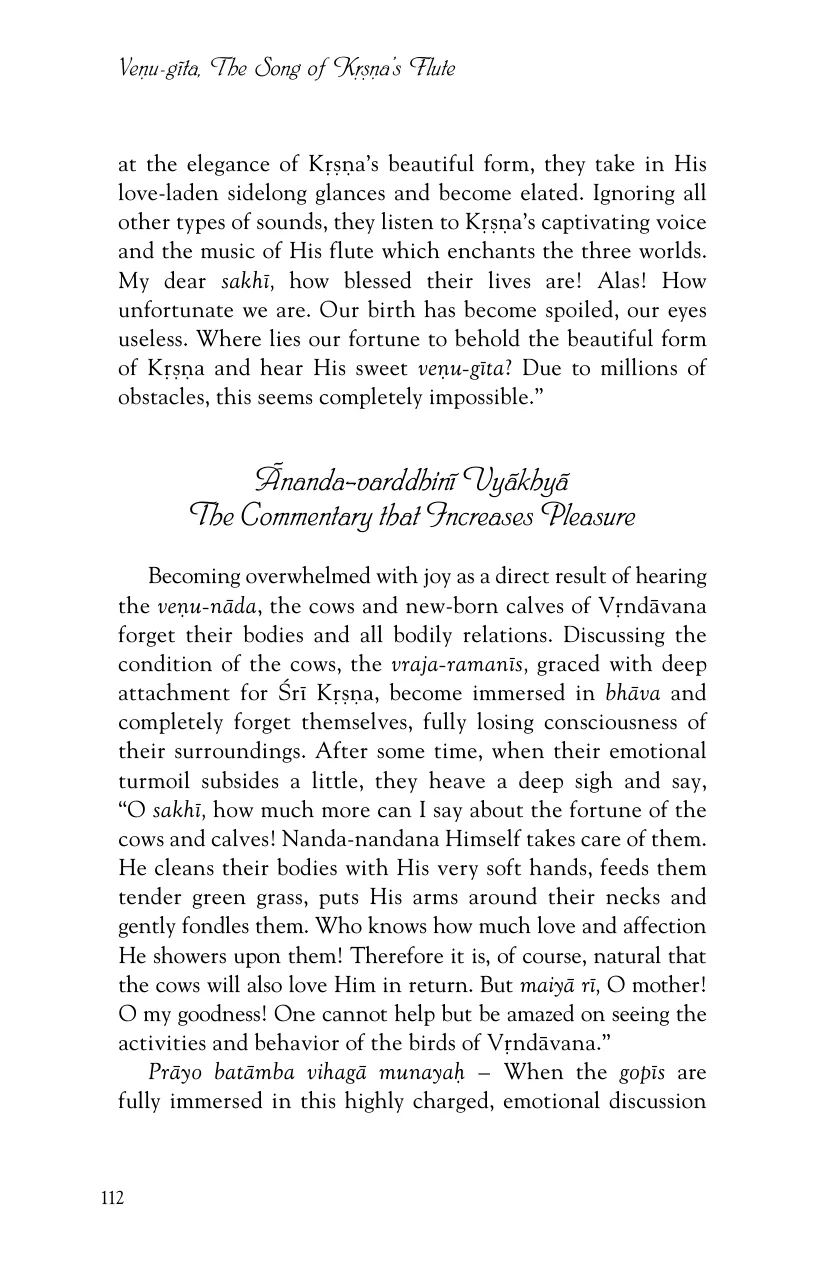 Veṇu-gīta, The Song of Kṛṣṇa’s Flute
at the elegance of Kṛṣṇa’s beautiful form, they take in His
love-laden sidelong glances and become elated. Ignoring all
other types of sounds, they listen to Kṛṣṇa’s captivating voice
and the music of His flute which enchants the three worlds.
My dear sakhī, how blessed their lives are! Alas! How
unfortunate we are. Our birth has become spoiled, our eyes
useless. Where lies our fortune to behold the beautiful form
of Kṛṣṇa and hear His sweet veṇu-gīta? Due to millions of
obstacles, this seems completely impossible.”
Ānanda-varddhinī Vyākhyā
The Commentary that Increases Pleasure
Becoming overwhelmed with joy as a direct result of hearing
the veṇu-nāda, the cows and new-born calves of Vṛndāvana
forget their bodies and all bodily relations. Discussing the
condition of the cows, the vraja-ramanīs, graced with deep
attachment for Śrī Kṛṣṇa, become immersed in bhāva and
completely forget themselves, fully losing consciousness of
their surroundings. After some time, when their emotional
turmoil subsides a little, they heave a deep sigh and say,
“O sakhī, how much more can I say about the fortune of the
cows and calves! Nanda-nandana Himself takes care of them.
He cleans their bodies with His very soft hands, feeds them
tender green grass, puts His arms around their necks and
gently fondles them. Who knows how much love and affection
He showers upon them! Therefore it is, of course, natural that
the cows will also love Him in return. But maiyā rī, O mother!
O my goodness! One cannot help but be amazed on seeing the
activities and behavior of the birds of Vṛndāvana.”
Prāyo batāmba vihagā munayaḥ – When the gopīs are
fully immersed in this highly charged, emotional discussion
112